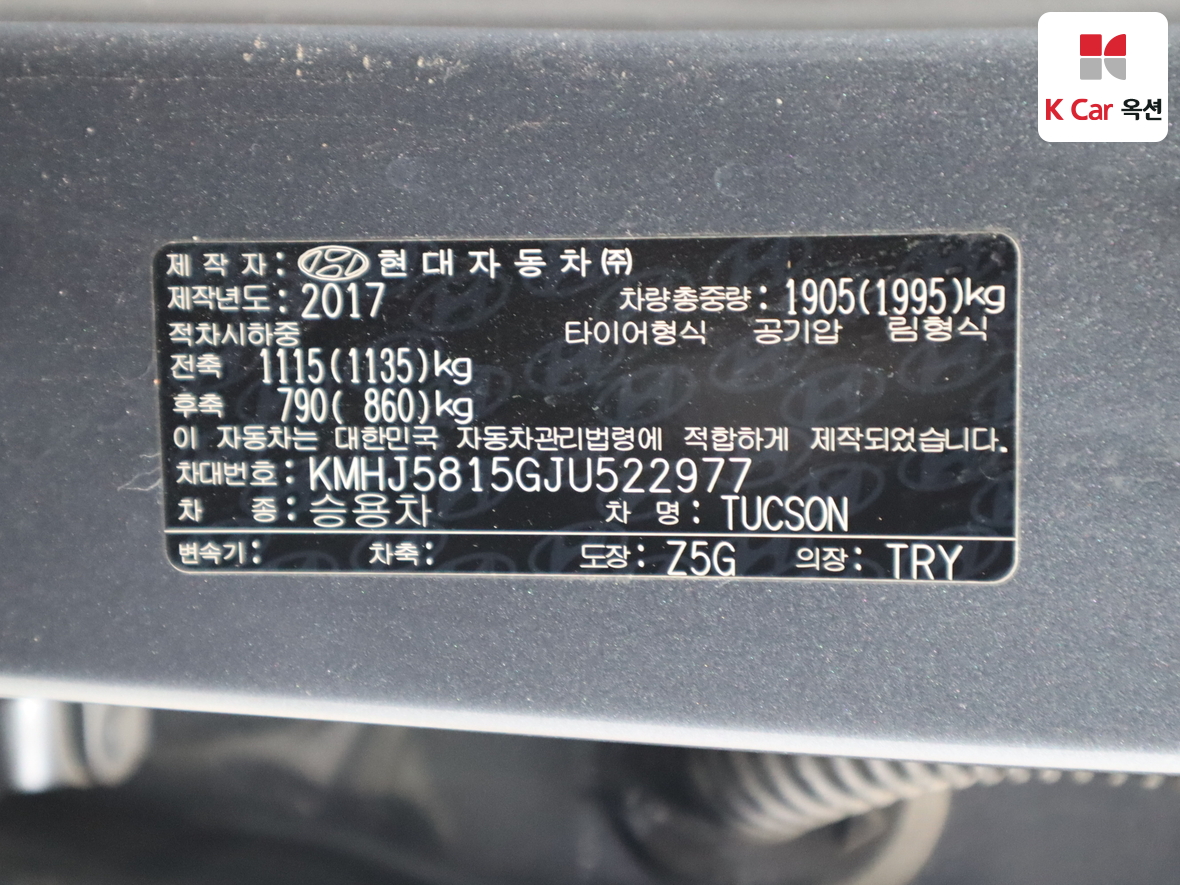 K Car 옥션
제 작 자 : 현 대 자 동 차 ㈜
제작년도 : 2017 차량총중량 : 1905(1995)kg
적차시하중 타이어형식 공기압 림형식
전축 1115(1135)kg
후축 790( 860)kg
이 자동차는 대한민국 자동차관리법령에 적합하게 제작되었습니다.
차대번호 : KMHJ5815GJU522977
차 종 : 승용차 차 명 : TUCSON
변속기 : 차축 : 도장 : Z5G 의장 : TRY